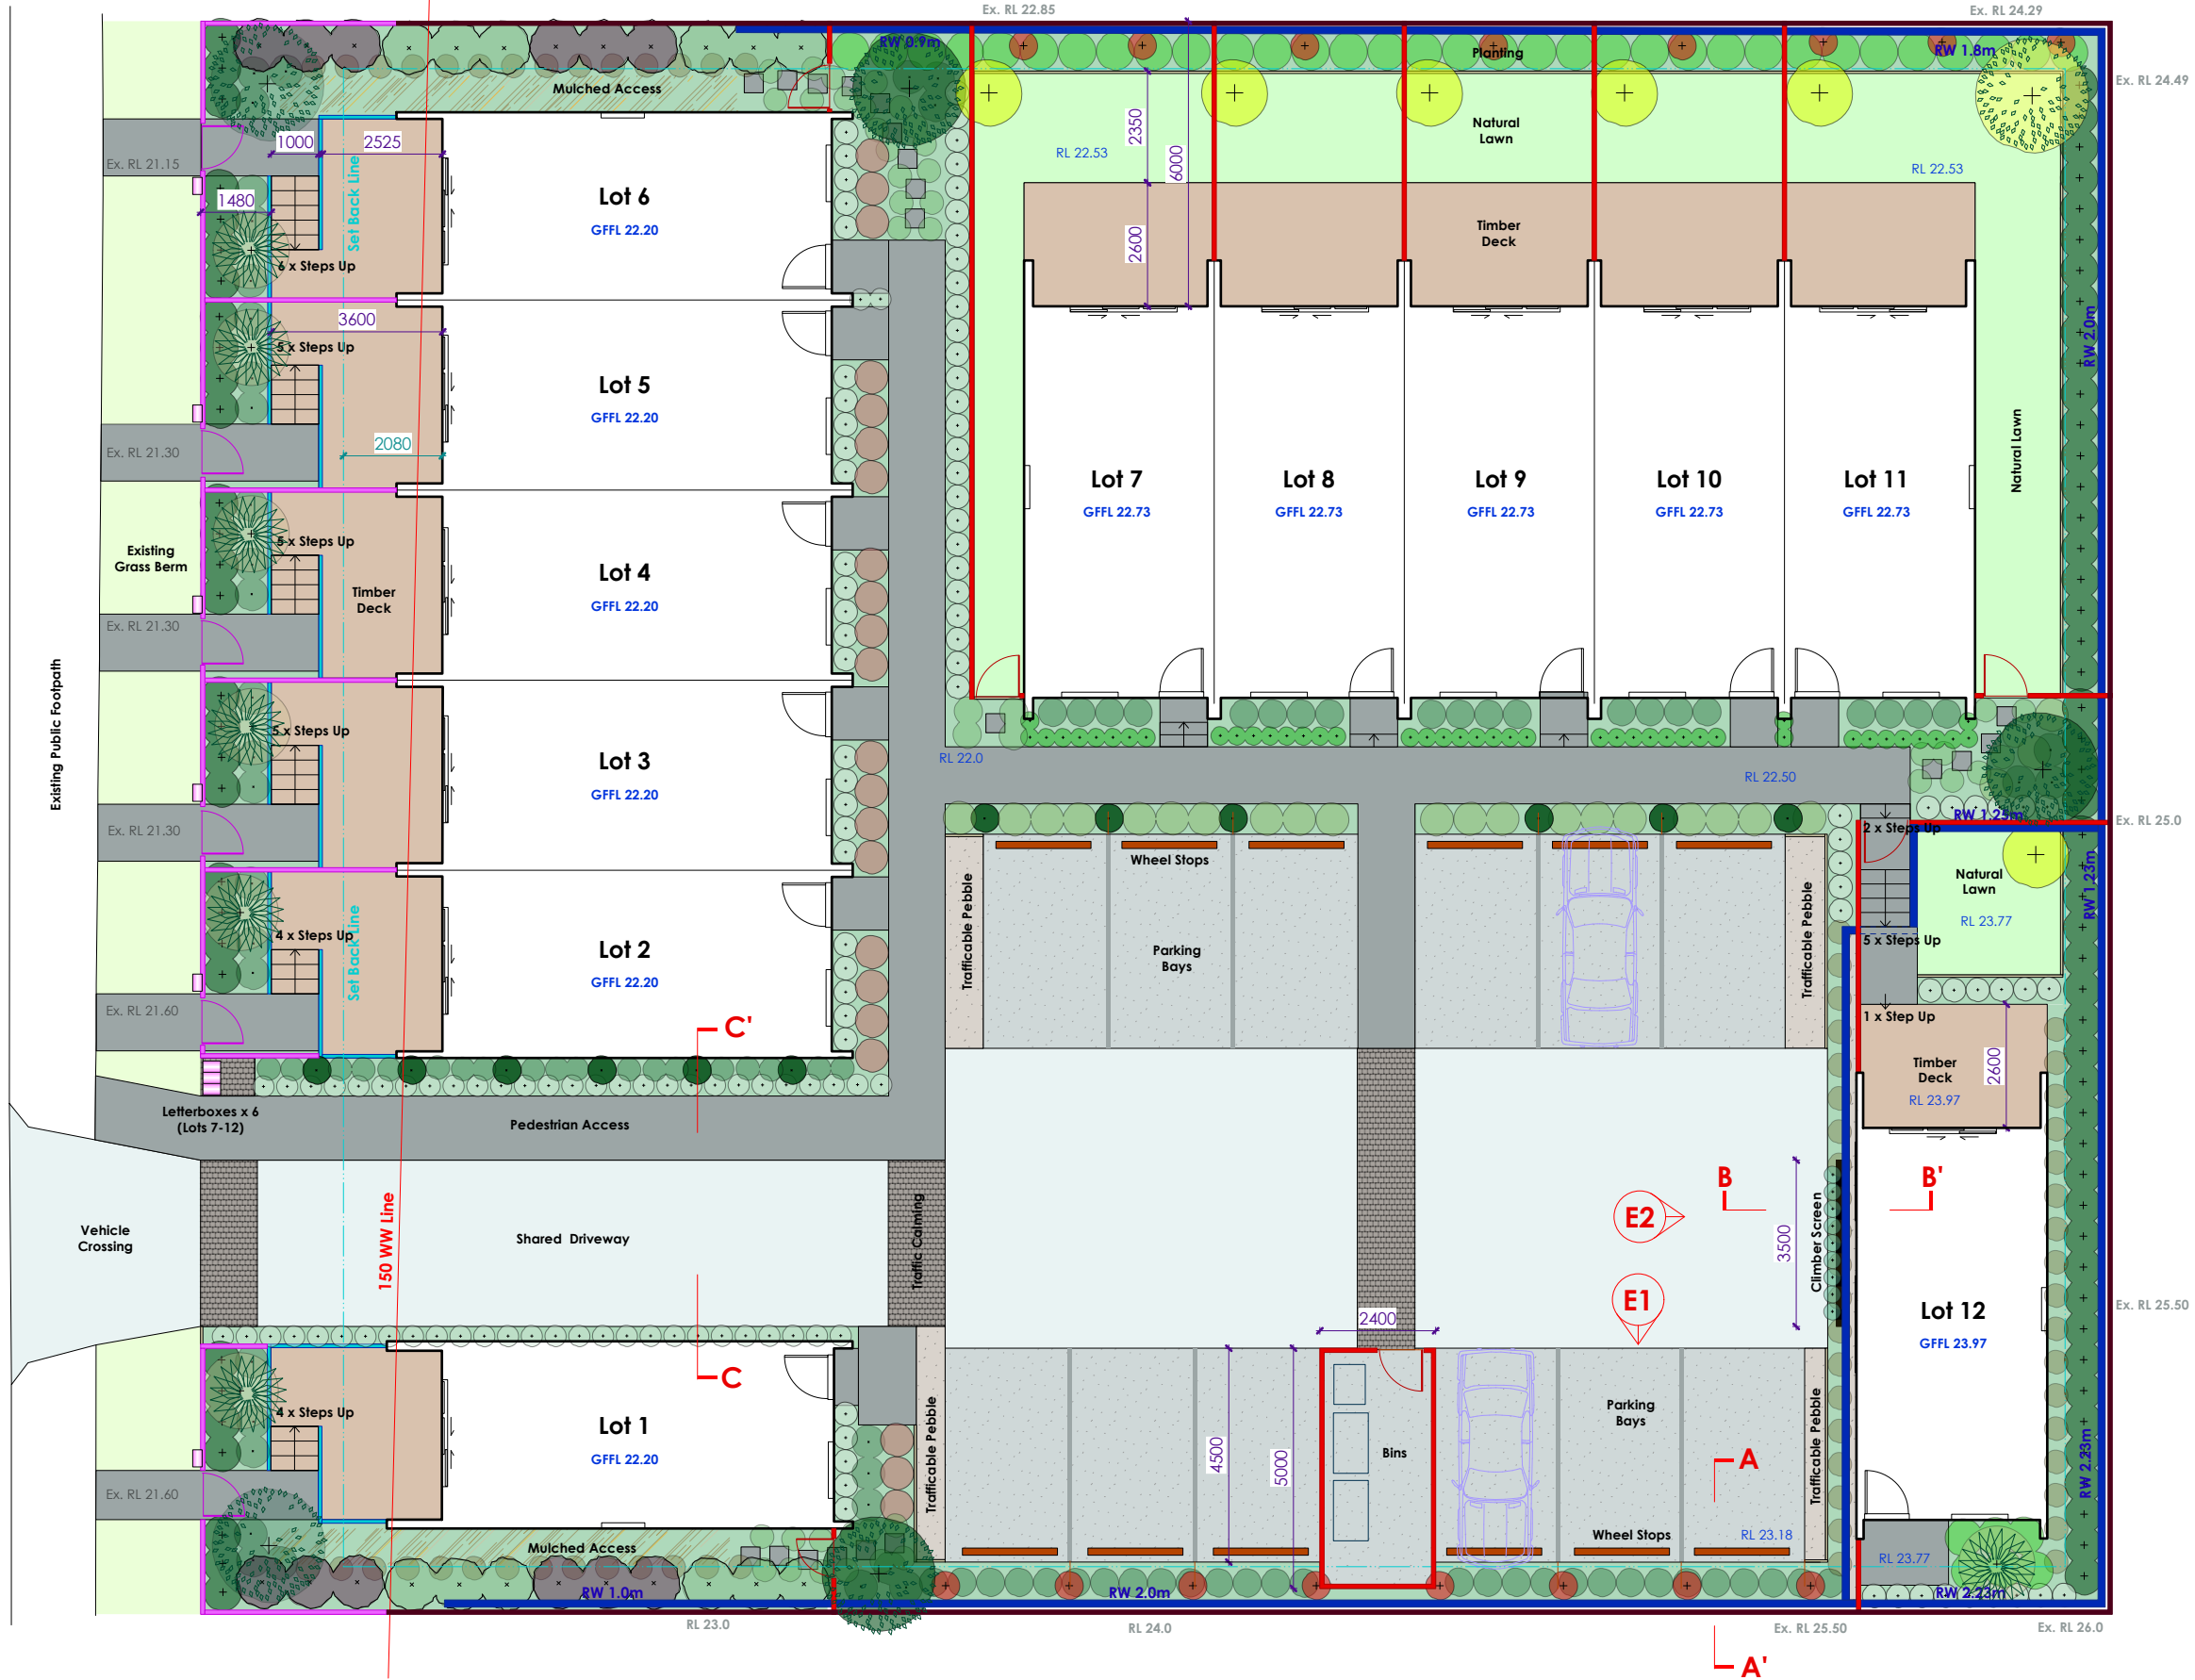 Ex. RL 22.85
Ex. RL 24.29
RW 0.9m
Planting
RW 1.8m
Ex. RL 24.49
Mulched Access
Natural
Lawn
2350
6000
RL 22.53
RL 22.53
1000
2525
Ex. RL 21.15
Set Back Line
1480
Lot 6
GFFL 22.20
Timber
Deck
2600
6 x Steps Up
3600
5 x Steps Up
RW 2.0m
Lot 5
GFFL 22.20
2080
Ex. RL 21.30
Natural Lawn
Lot 7
GFFL 22.73
Lot 8
GFFL 22.73
Lot 9
GFFL 22.73
Lot 10
GFFL 22.73
Lot 11
GFFL 22.73
5 x Steps Up
Existing
Grass Berm
Lot 4
GFFL 22.20
Timber
Deck
Ex. RL 21.30
Existing Public Footpath
5 x Steps Up
Lot 3
GFFL 22.20
RL 22.0
RL 22.50
Ex. RL 21.30
RW 1.25m
Ex. RL 25.0
2 x Steps Up
Wheel Stops
Trafficable Pebble
Trafficable Pebble
Natural
Lawn
RL 23.77
RW 1.23m
4 x Steps Up
Set Back Line
Lot 2
GFFL 22.20
Parking
Bays
5 x Steps Up
Ex. RL 21.60
1 x Step Up
C'
Timber
Deck
RL 23.97
2600
Letterboxes x 6
(Lots 7-12)
Pedestrian Access
B
B'
Vehicle
Crossing
150 WW Line
Shared Driveway
Traffic Calming
E2
3500
Climber Screen
E1
Lot 12
GFFL 23.97
Ex. RL 25.50
2400
C
4 x Steps Up
Lot 1
GFFL 22.20
Trafficable Pebble
4500
5000
Bins
Parking
Bays
A
Trafficable Pebble
RW 2.23m
Ex. RL 21.60
Wheel Stops
RL 23.18
Mulched Access
RL 23.77
RW 1.0m
RW 2.0m
RW 2.23m
RL 23.0
RL 24.0
Ex. RL 25.50
Ex. RL 26.0
A'